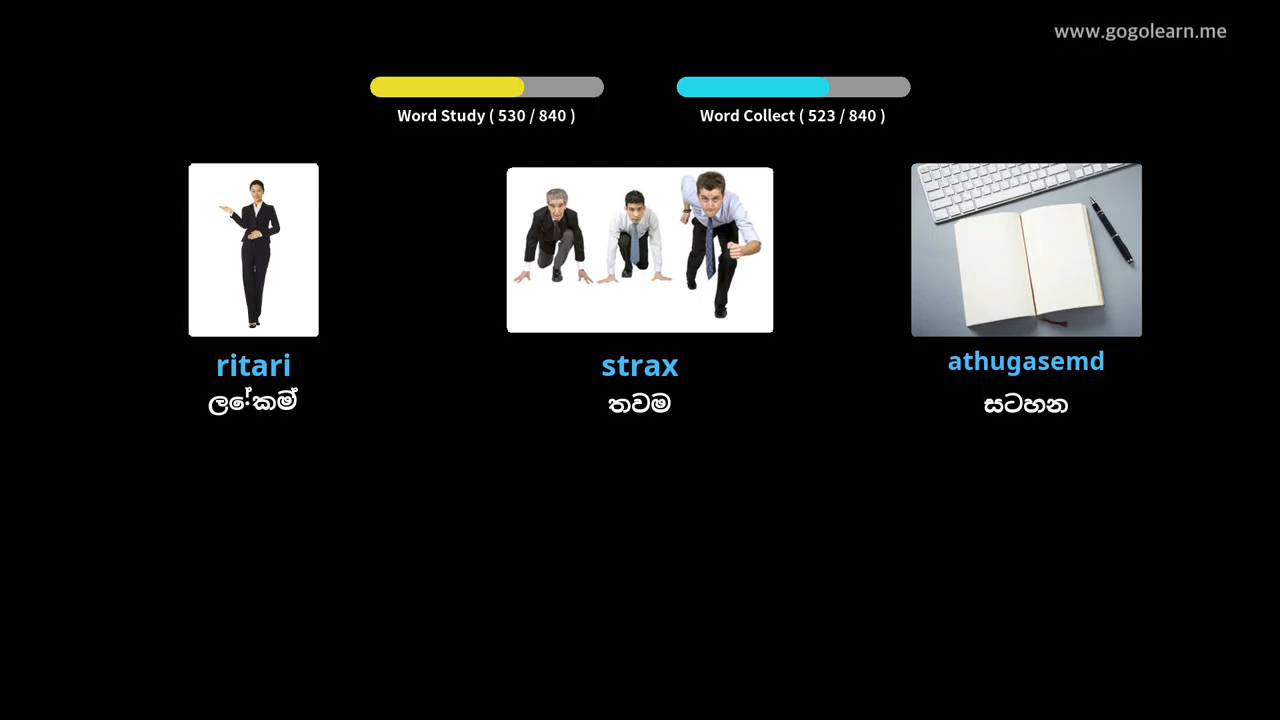 www.gogolearn.me
Word Study ( 530 / 840 )
Word Collect ( 523 / 840 )
ritari
strax
athugasemd
ලේකම්
තවම
සටහන